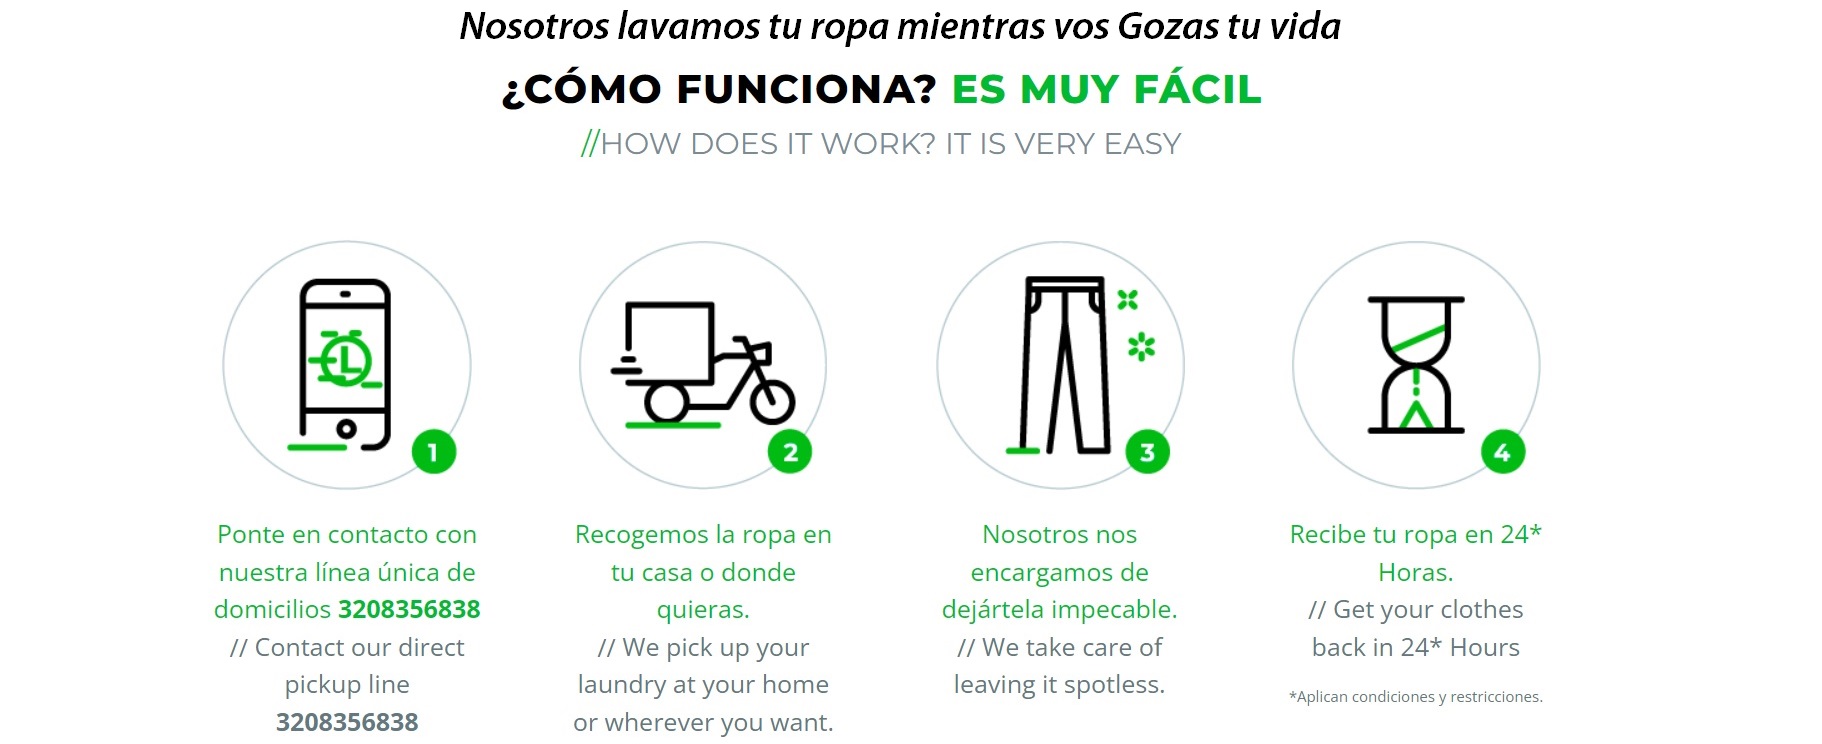 Nosotros lavamos tu ropa mientras vos Gozas tu vida
¿CÓMO FUNCIONA? ES MUY FÁCIL
//HOW DOES IT WORK? IT IS VERY EASY
L
1
Ponte en contacto con
nuestra línea única de
domicilios 3208356838
// Contact our direct
pickup line
3208356838
2
Recogemos la ropa en
tu casa o donde
quieras.
// We pick up your
laundry at your home
or wherever you want.
3
Nosotros nos
encargamos de
dejártela impecable.
// We take care of
leaving it spotless.
4
Recibe tu ropa en 24*
Horas.
// Get your clothes
back in 24* Hours
*Aplican condiciones y restricciones.